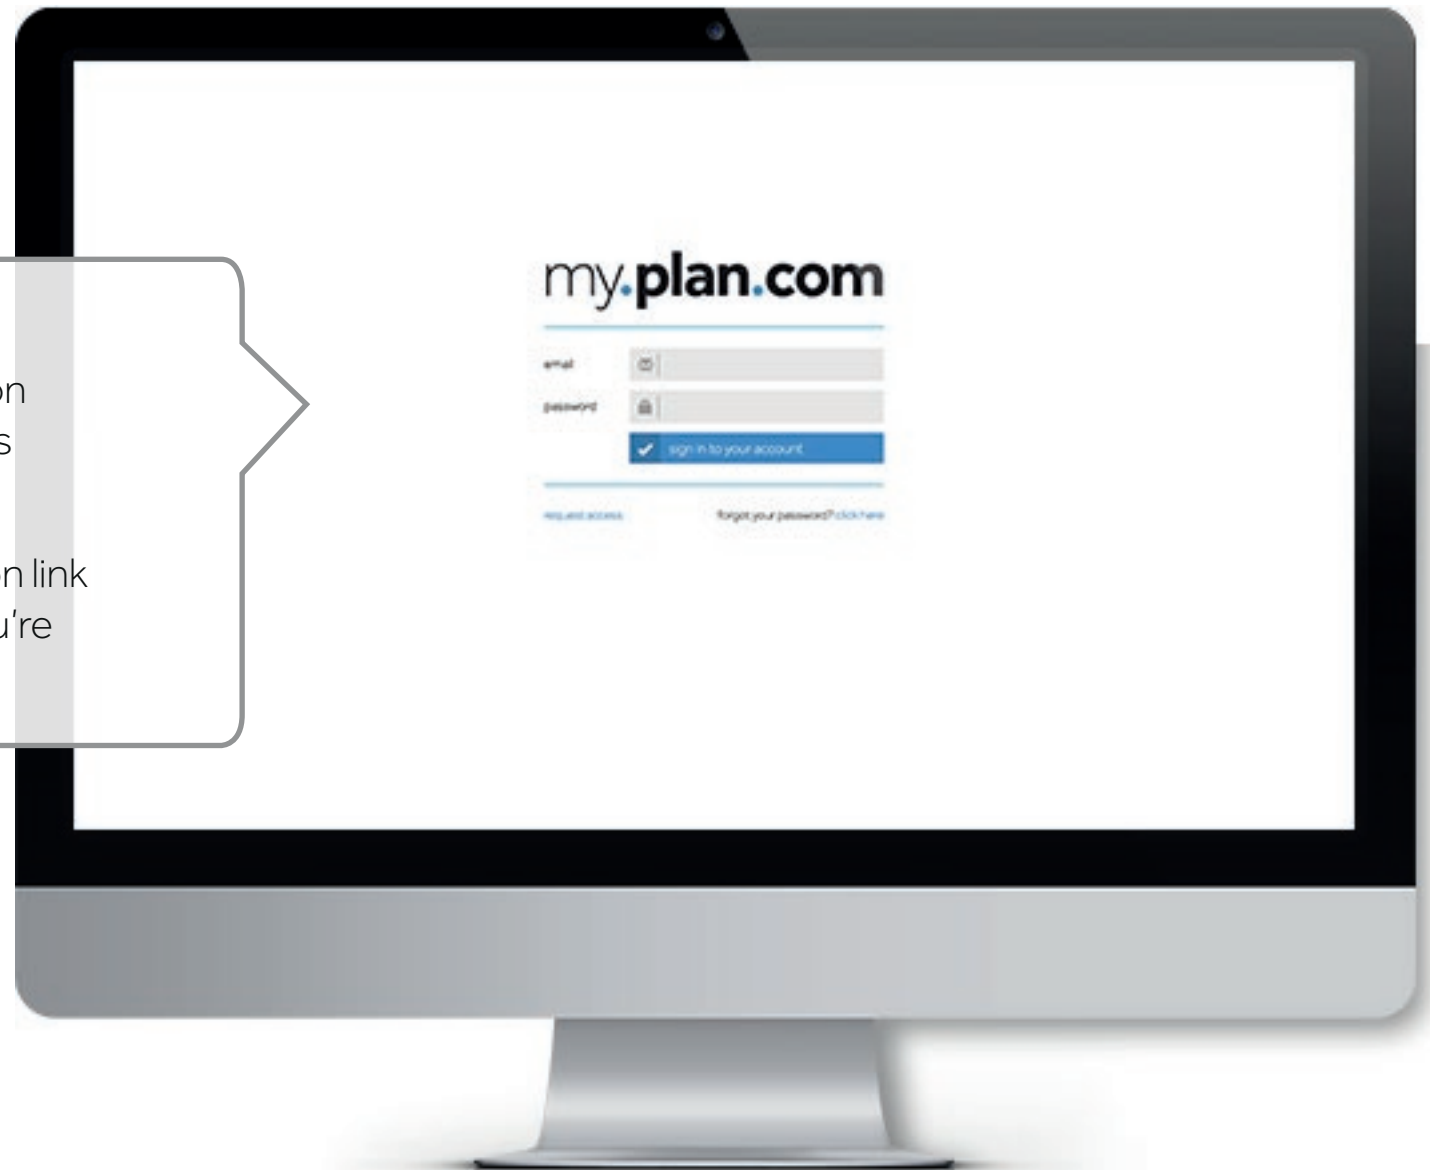 on
s
on link
u're
my.plan.com
email
password
sign in to your account
request access
forgot your password? click here